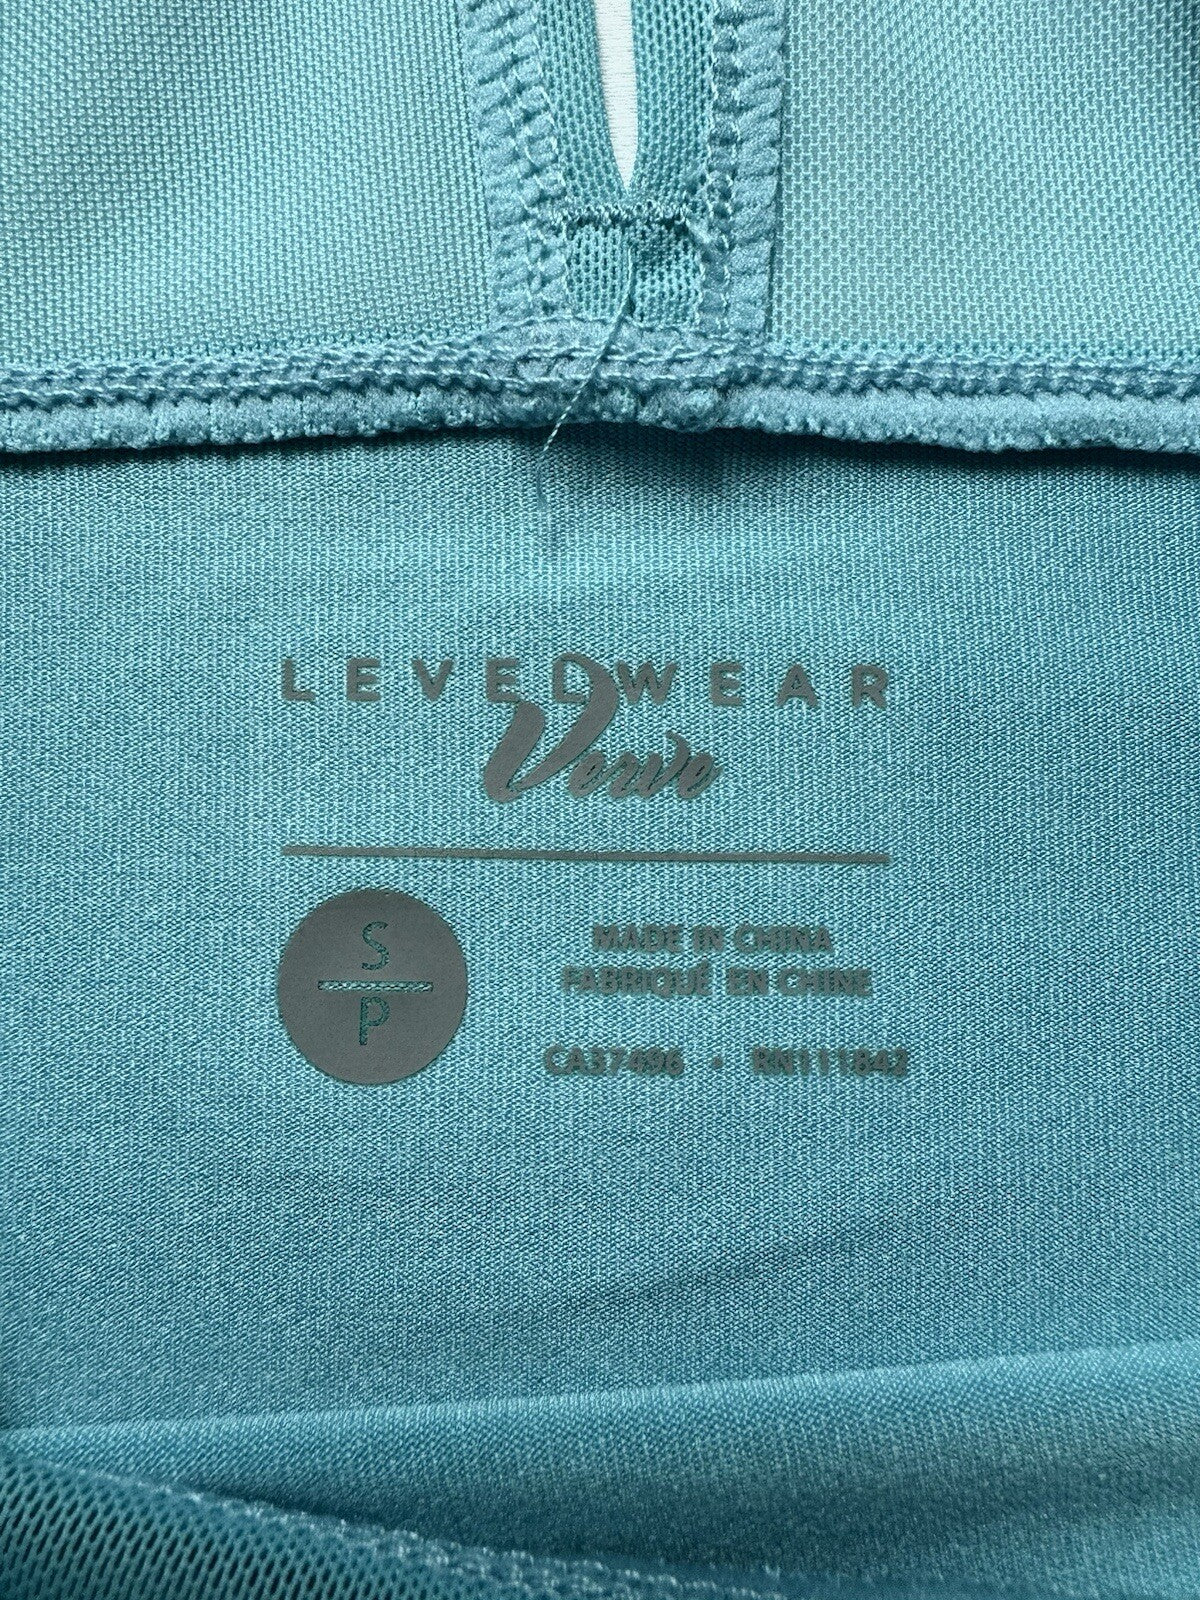 LEVELWEAR
Verve
S
P
MADE IN CHINA
FABRIQUÉ EN CHINE
CA37496 • RN111842